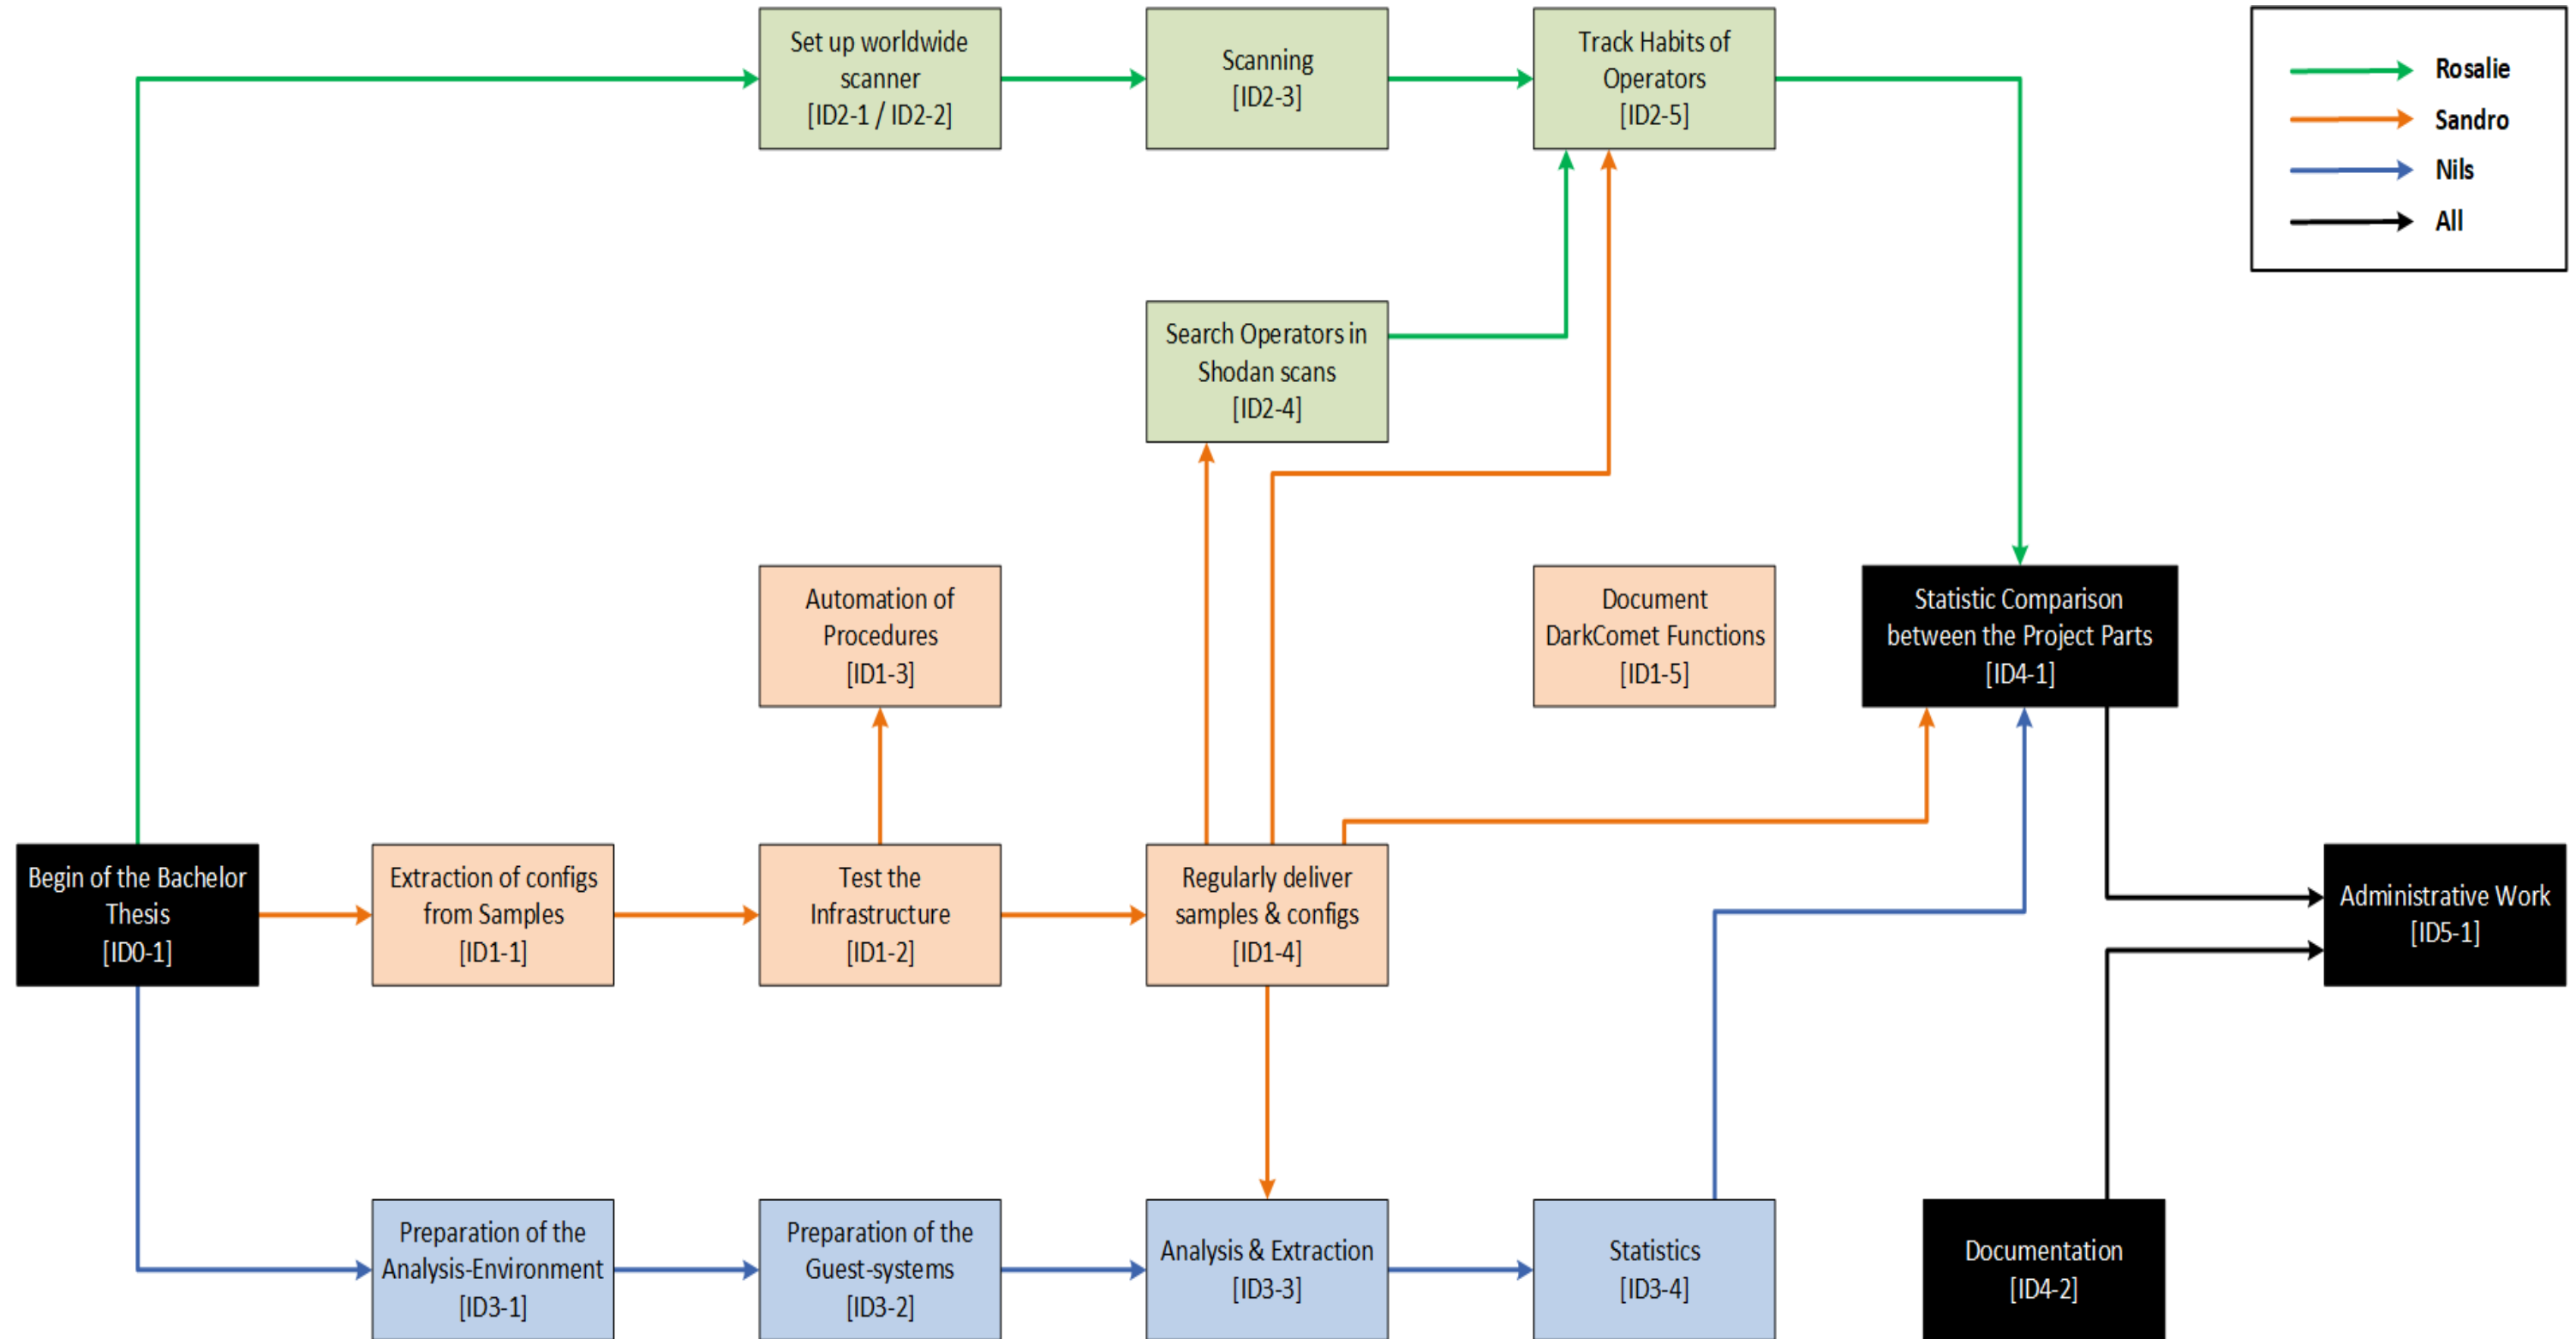 Set up worldwide
scanner
[ID2-1 / ID2-2]
Scanning
[ID2-3]
Track Habits of
Operators
[ID2-5]
Rosalie
Sandro
Nils
All
Search Operators in
Shodan scans
[ID2-4]
Automation of
Procedures
[ID1-3]
Document
DarkComet Functions
[ID1-5]
Statistic Comparison
between the Project Parts
[ID4-1]
Begin of the Bachelor
Thesis
[ID0-1]
Extraction of configs
from Samples
[ID1-1]
Test the
Infrastructure
[ID1-2]
Regularly deliver
samples & configs
[ID1-4]
Administrative Work
[ID5-1]
Preparation of the
Analysis-Environment
[ID3-1]
Preparation of the
Guest-systems
[ID3-2]
Analysis & Extraction
[ID3-3]
Statistics
[ID3-4]
Documentation
[ID4-2]